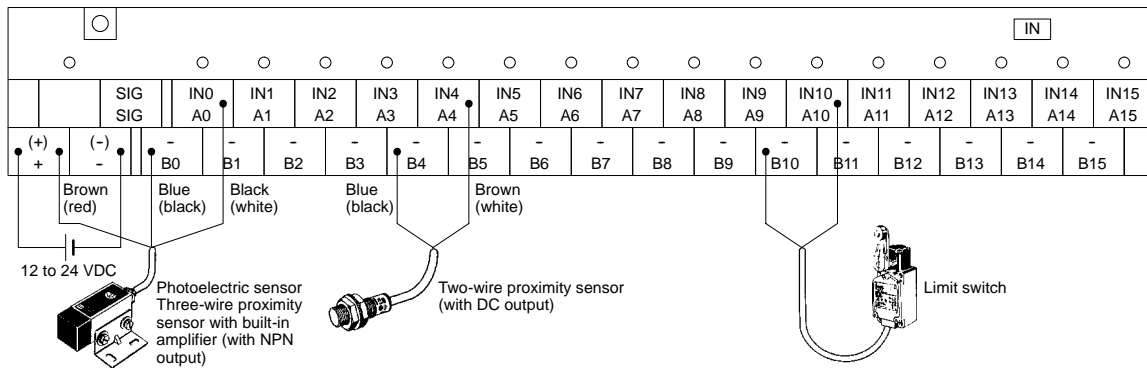 IN
SIG IN0 IN1 IN2 IN3 IN4 IN5 IN6 IN7 IN8 IN9 IN10 IN11 IN12 IN13 IN14 IN15
SIG A0 A1 A2 A3 A4 A5 A6 A7 A8 A9 A10 A11 A12 A13 A14 A15
(+) (-) - - - - - - - - - - - - - - - -
+ - B0 B1 B2 B3 B4 B5 B6 B7 B8 B9 B10 B11 B12 B13 B14 B15
Brown
(red)
Blue
(black)
Black
(white)
Blue
(black)
Brown
(white)
12 to 24 VDC
Photoelectric sensor
Three-wire proximity
sensor with built-in
amplifier (with NPN
output)
Two-wire proximity sensor
(with DC output)
Limit switch